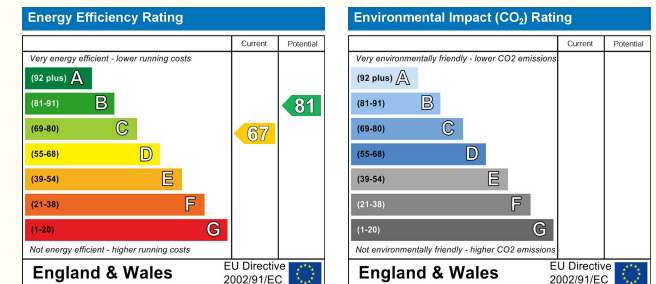 Energy Efficiency Rating
Current Potential
Very energy efficient - lower running costs
(92 plus) A
(81-91) B
(69-80) C
(55-68) D
(39-54) E
(21-38) F
(1-20) G
67
81
Not energy efficient - higher running costs
England & Wales
EU Directive
2002/91/EC
Environmental Impact (CO₂) Rating
Current Potential
Very environmentally friendly - lower CO2 emissions
(92 plus) A
(81-91) B
(69-80) C
(55-68) D
(39-54) E
(21-38) F
(1-20) G
Not environmentally friendly - higher CO2 emissions
England & Wales
EU Directive
2002/91/EC